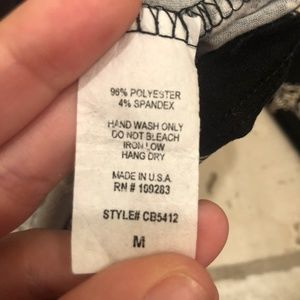 96% POLYESTER
4% SPANDEX
HAND WASH ONLY
DO NOT BLEACH
IRON LOW
HANG DRY
MADE IN U.S.A.
RN # 199283
STYLE# CB5412
M